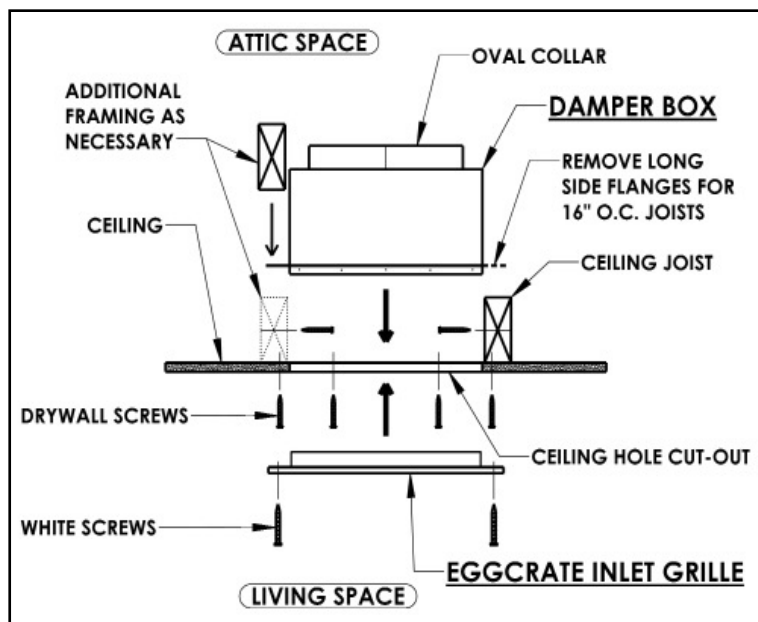 ATTIC SPACE
OVAL COLLAR
ADDITIONAL
FRAMING AS
NECESSARY
DAMPER BOX
REMOVE LONG
SIDE FLANGES FOR
16" O.C. JOISTS
CEILING
CEILING JOIST
DRYWALL SCREWS
CEILING HOLE CUT-OUT
WHITE SCREWS
EGGCRATE INLET GRILLE
LIVING SPACE